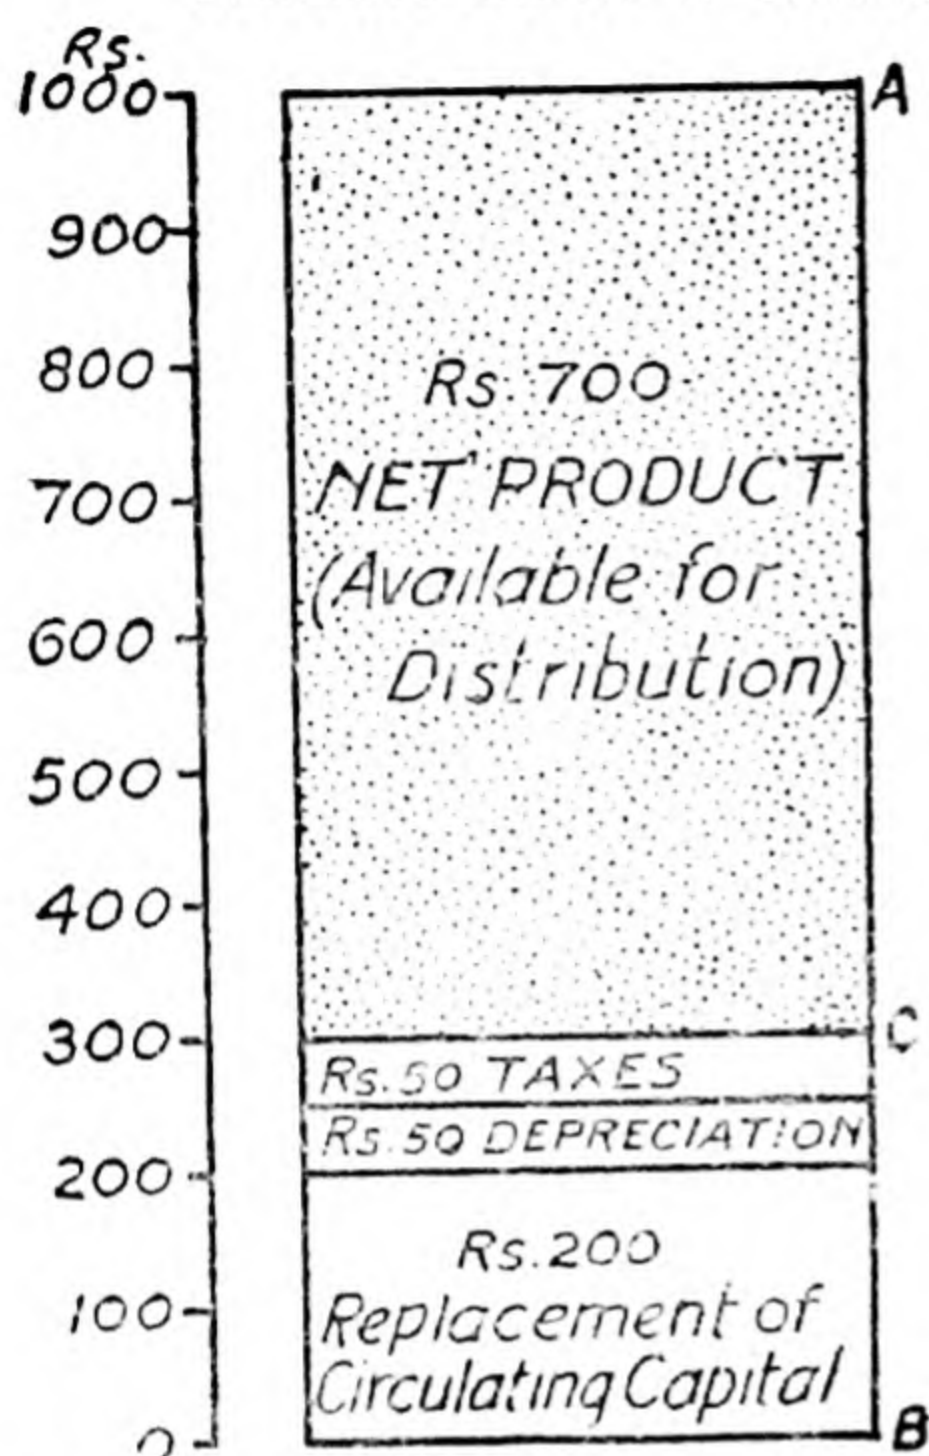 Rs.
1000
A
900
800
Rs. 700
700
NET PRODUCT
(Available for
600
Distribution)
500
400
300
C
Rs. 50 TAXES
Rs. 50 DEPRECIATION
200
Rs. 200
100
Replacement of
Circulating Capital
0
B